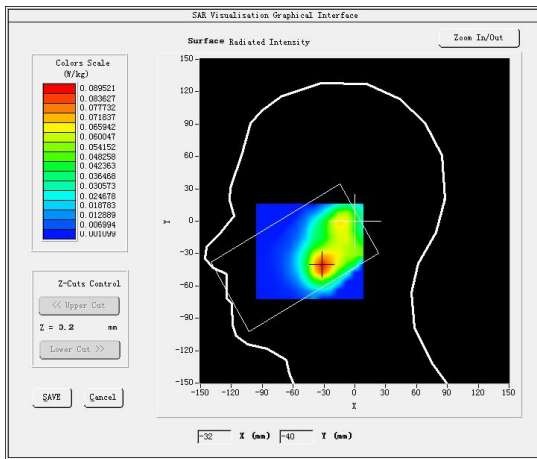 SAR Visualisation Graphical Interface
Surface Radiated Intensity
Zoom In/Out
Colors Scale
(W/kg)
0.089521
0.083627
0.077732
0.071837
0.065942
0.060047
0.054152
0.048258
0.042363
0.036468
0.030573
0.024678
0.018783
0.012889
0.006994
0.001099
150
120
90
60
30
Y
0
-30
-60
-90
-120
-150
-150 -120 -90 -60 -30 0 30 60 90 120 150
X
Z-Cuts Control
<< Upper Cut
Z = 3.2 mm
Lower Cut >>
SAVE
Cancel
-32 X (mm) -40 Y (mm)